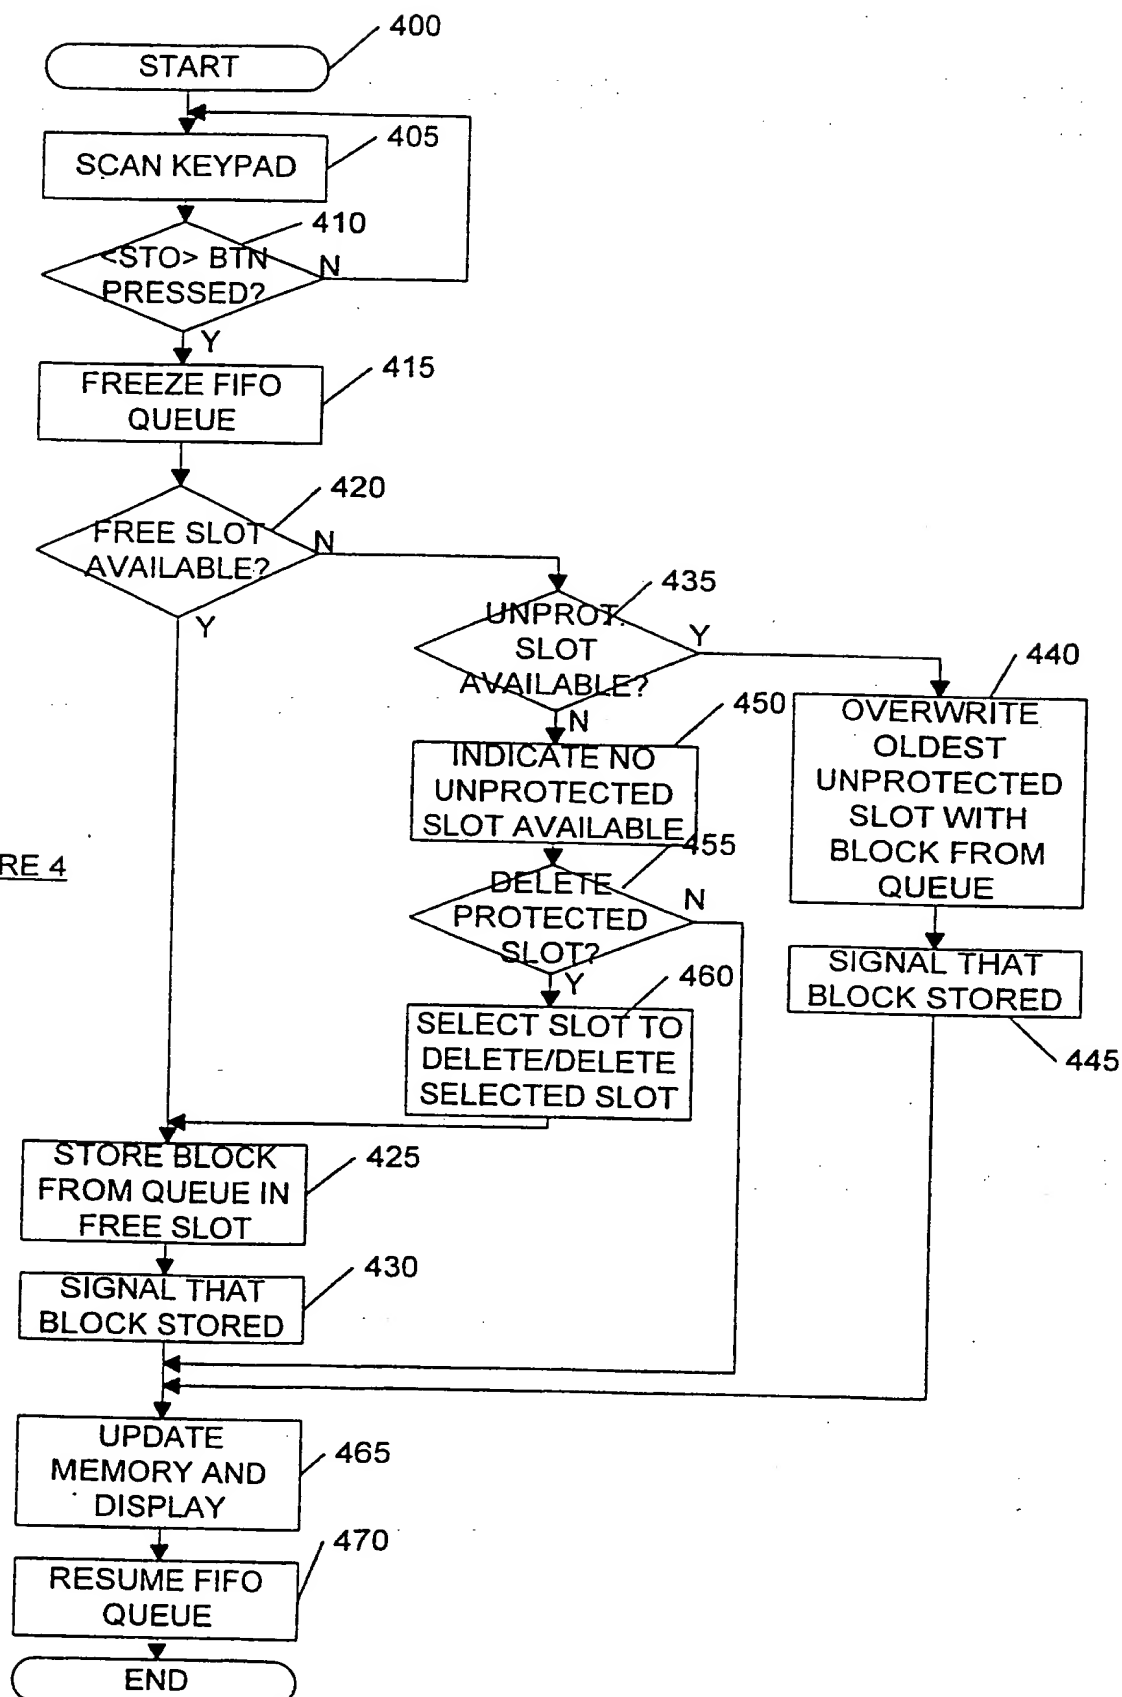 400
START
SCAN KEYPAD
405
410
<STO> BTN
PRESSED?
N
Y
FREEZE FIFO
QUEUE
415
420
FREE SLOT
AVAILABLE?
N
Y
435
UNPROT.
SLOT
AVAILABLE?
Y
N
440
OVERWRITE
OLDEST
UNPROTECTED
SLOT WITH
BLOCK FROM
QUEUE
450
INDICATE NO
UNPROTECTED
SLOT AVAILABLE
455
RE 4
DELETE
PROTECTED
SLOT?
N
Y
SIGNAL THAT
BLOCK STORED
445
460
SELECT SLOT TO
DELETE/DELETE
SELECTED SLOT
STORE BLOCK
FROM QUEUE IN
FREE SLOT
425
SIGNAL THAT
BLOCK STORED
430
UPDATE
MEMORY AND
DISPLAY
465
RESUME FIFO
QUEUE
470
END